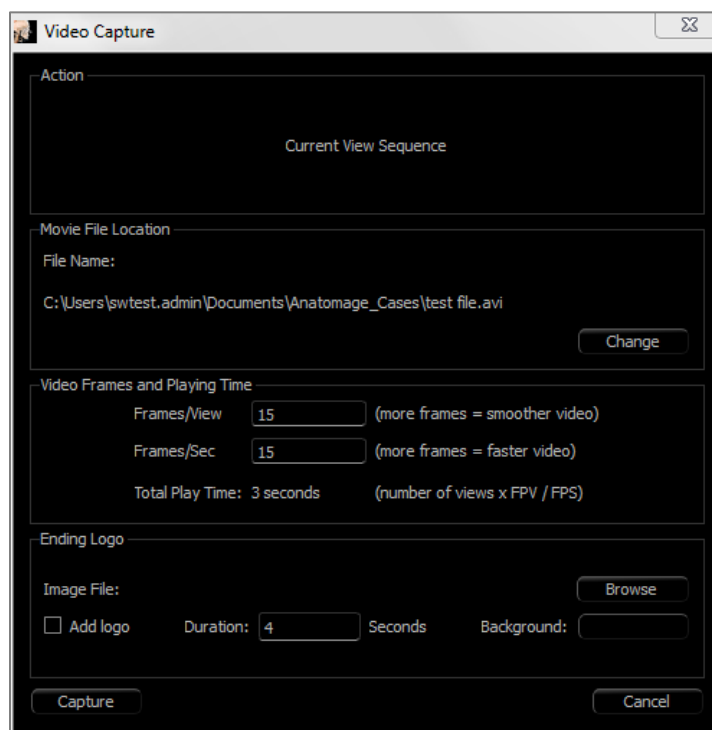 Video Capture
Action
Current View Sequence
Movie File Location
File Name:
C:\Users\swtest.admin\Documents\Anatomage_Cases\test file.avi
Change
Video Frames and Playing Time
Frames/View 15 (more frames = smoother video)
Frames/Sec 15 (more frames = faster video)
Total Play Time: 3 seconds (number of views x FPV / FPS)
Ending Logo
Image File: Browse
Add logo Duration: 4 Seconds Background:
Capture Cancel